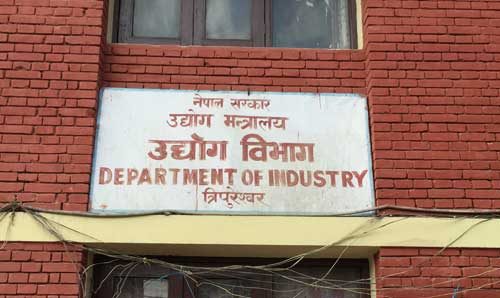 नेपाल सरकार
उद्योग मन्त्रालय
उद्योग विभाग
DEPARTMENT OF INDUSTRY
त्रिपुरेश्वर